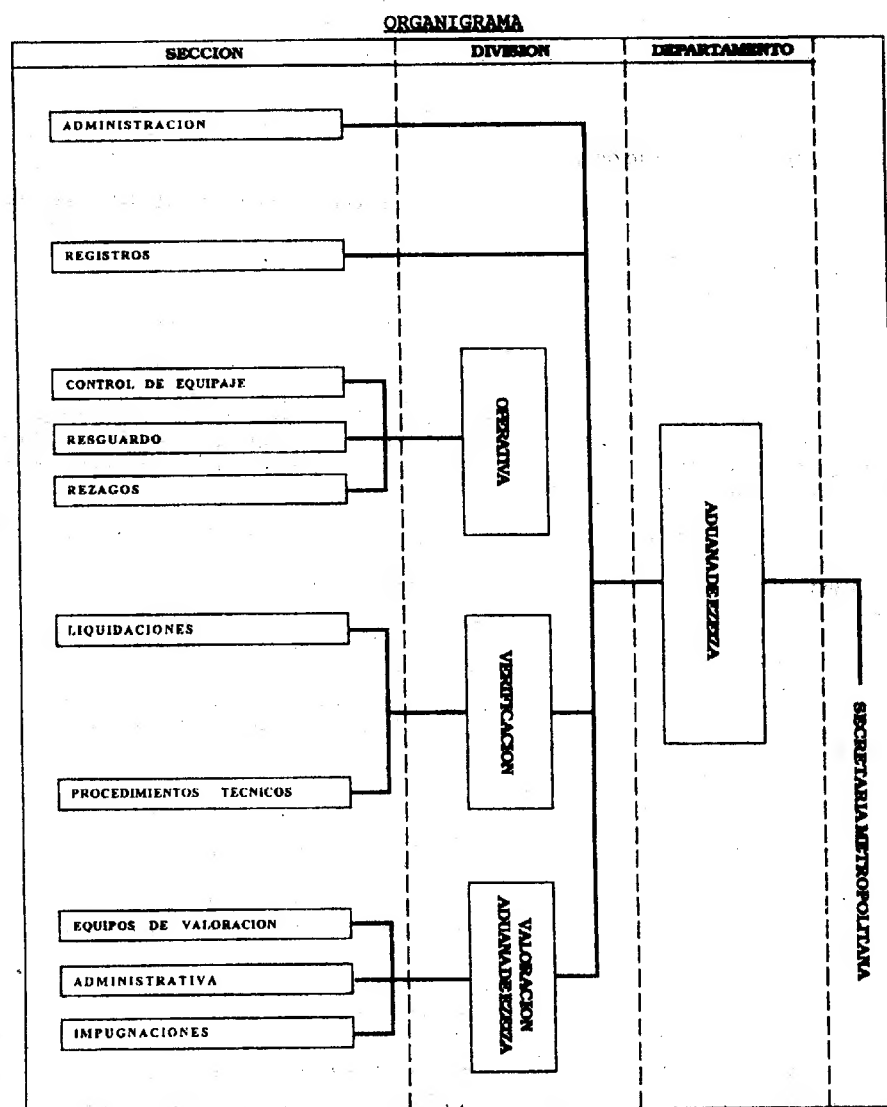 ORGANIGRAMA
SECCION
DIVISION
DEPARTAMENTO
ADMINISTRACION
REGISTROS
CONTROL DE EQUIPAJE
RESGUARDO
REZAGOS
OPERATIVA
LIQUIDACIONES
PROCEDIMIENTOS TECNICOS
VERIFICACION
EQUIPOS DE VALORACION
ADMINISTRATIVA
IMPUGNACIONES
VALORACION
ADUANA DE EZEIZA
ADUANA DE EZEIZA
SECRETARIA METROPOLITANA